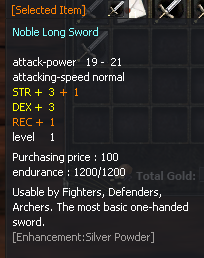 [Selected Item]
Noble Long Sword
attack-power 19 - 21
attacking-speed normal
STR + 3 + 1
DEX + 3
REC + 1
level 1
Purchasing price : 100
endurance : 1200/1200
Total Gold:
Usable by Fighters, Defenders,
Archers. The most basic one-handed
sword.
[Enhancement:Silver Powder]